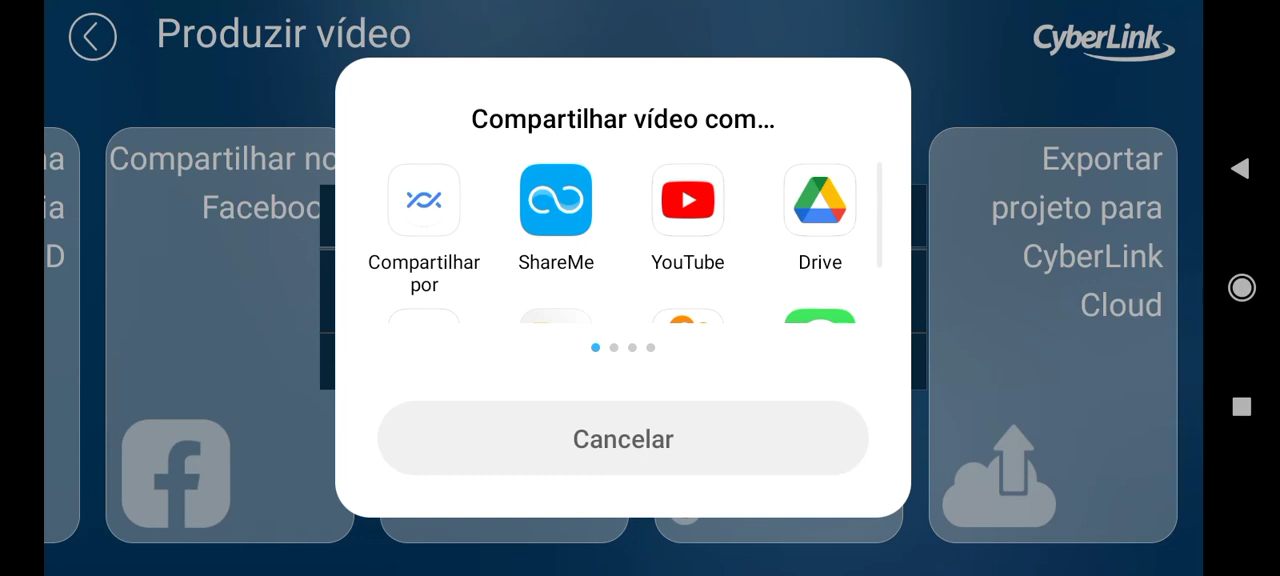 Produzir vídeo
CyberLink
Compartilhar vídeo com...
Compartilhar no
Facebo
Compartilhar
por
ShareMe
YouTube
Drive
Cancelar
Exportar
projeto para
CyberLink
Cloud